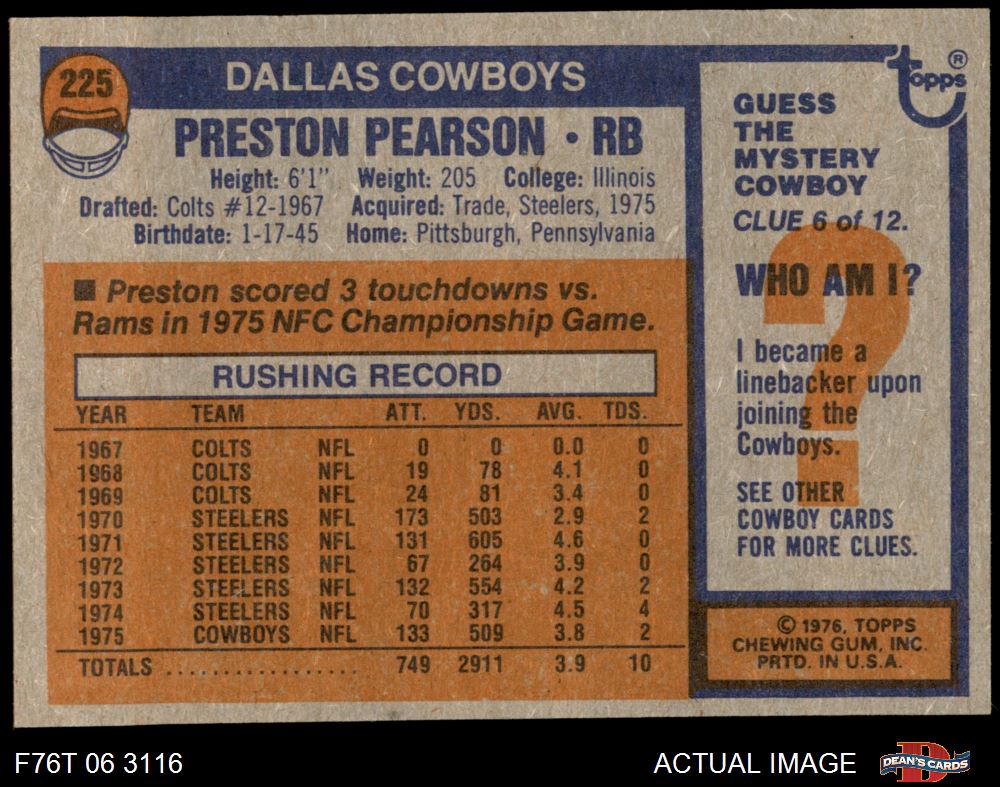 225
DALLAS COWBOYS
PRESTON PEARSON • RB
Height: 6'1" Weight: 205 College: Illinois
Drafted: Colts #12-1967 Acquired: Trade, Steelers, 1975
Birthdate: 1-17-45 Home: Pittsburgh, Pennsylvania
■ Preston scored 3 touchdowns vs.
Rams in 1975 NFC Championship Game.
RUSHING RECORD
YEAR TEAM ATT. YDS. AVG. TDS.
1967 COLTS NFL 0 0 0.0 0
1968 COLTS NFL 19 78 4.1 0
1969 COLTS NFL 24 81 3.4 0
1970 STEELERS NFL 173 503 2.9 2
1971 STEELERS NFL 131 605 4.6 0
1972 STEELERS NFL 67 264 3.9 0
1973 STEELERS NFL 132 554 4.2 2
1974 STEELERS NFL 70 317 4.5 4
1975 COWBOYS NFL 133 509 3.8 2
TOTALS .................. 749 2911 3.9 10
topps ®
GUESS
THE
MYSTERY
COWBOY
CLUE 6 of 12.
WHO AM I?
?
I became a
linebacker upon
joining the
Cowboys.
SEE OTHER
COWBOY CARDS
FOR MORE CLUES.
© 1976, TOPPS
CHEWING GUM, INC.
PRTD. IN U.S.A.
F76T 06 3116
ACTUAL IMAGE
D
DEAN'S CARDS